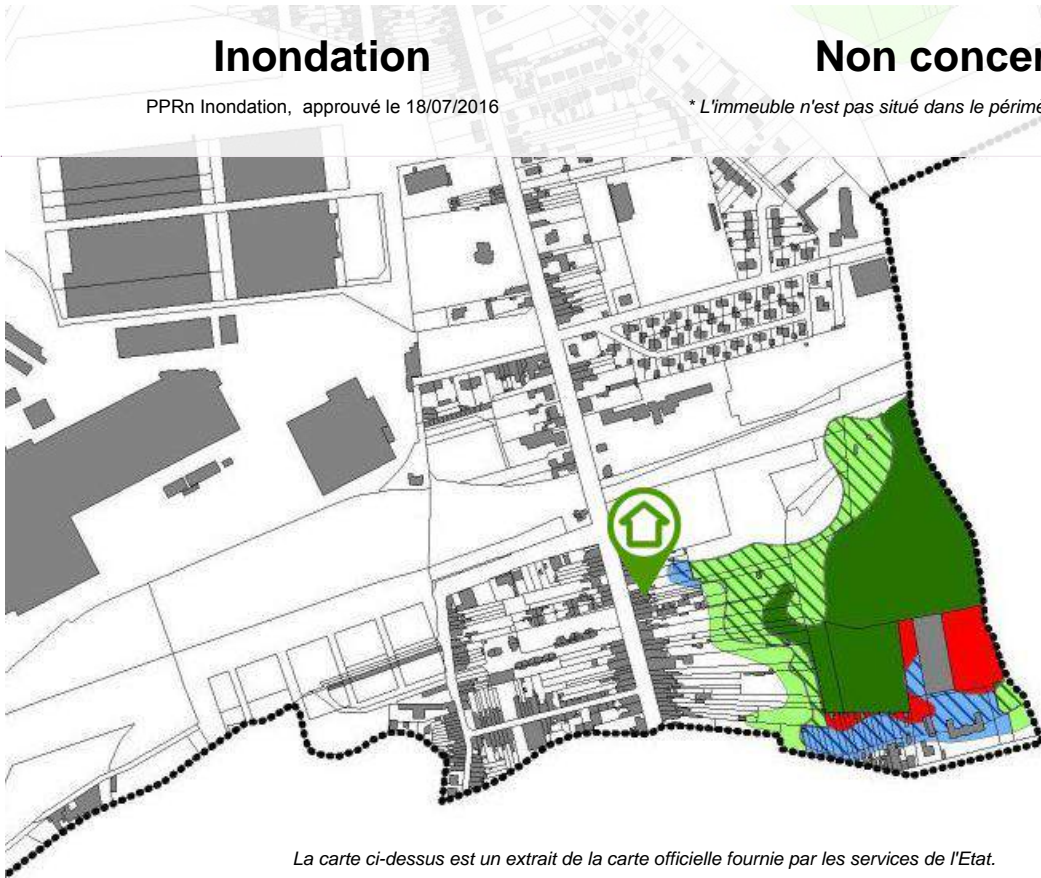 Inondation
Non concer
PPRn Inondation, approuvé le 18/07/2016
* L'immeuble n'est pas situé dans le périmé
La carte ci-dessus est un extrait de la carte officielle fournie par les services de l'Etat.